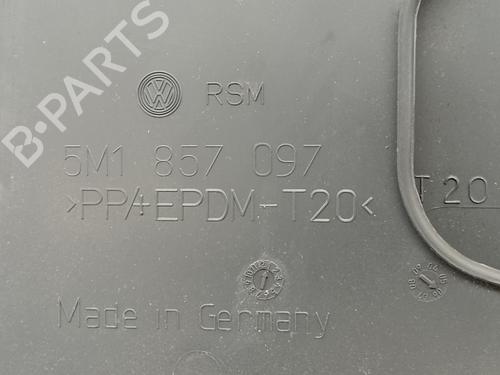 B-PARTS
RSM
5M1 857 097
>PP+EPDM-T20<
T20
Made in Germany